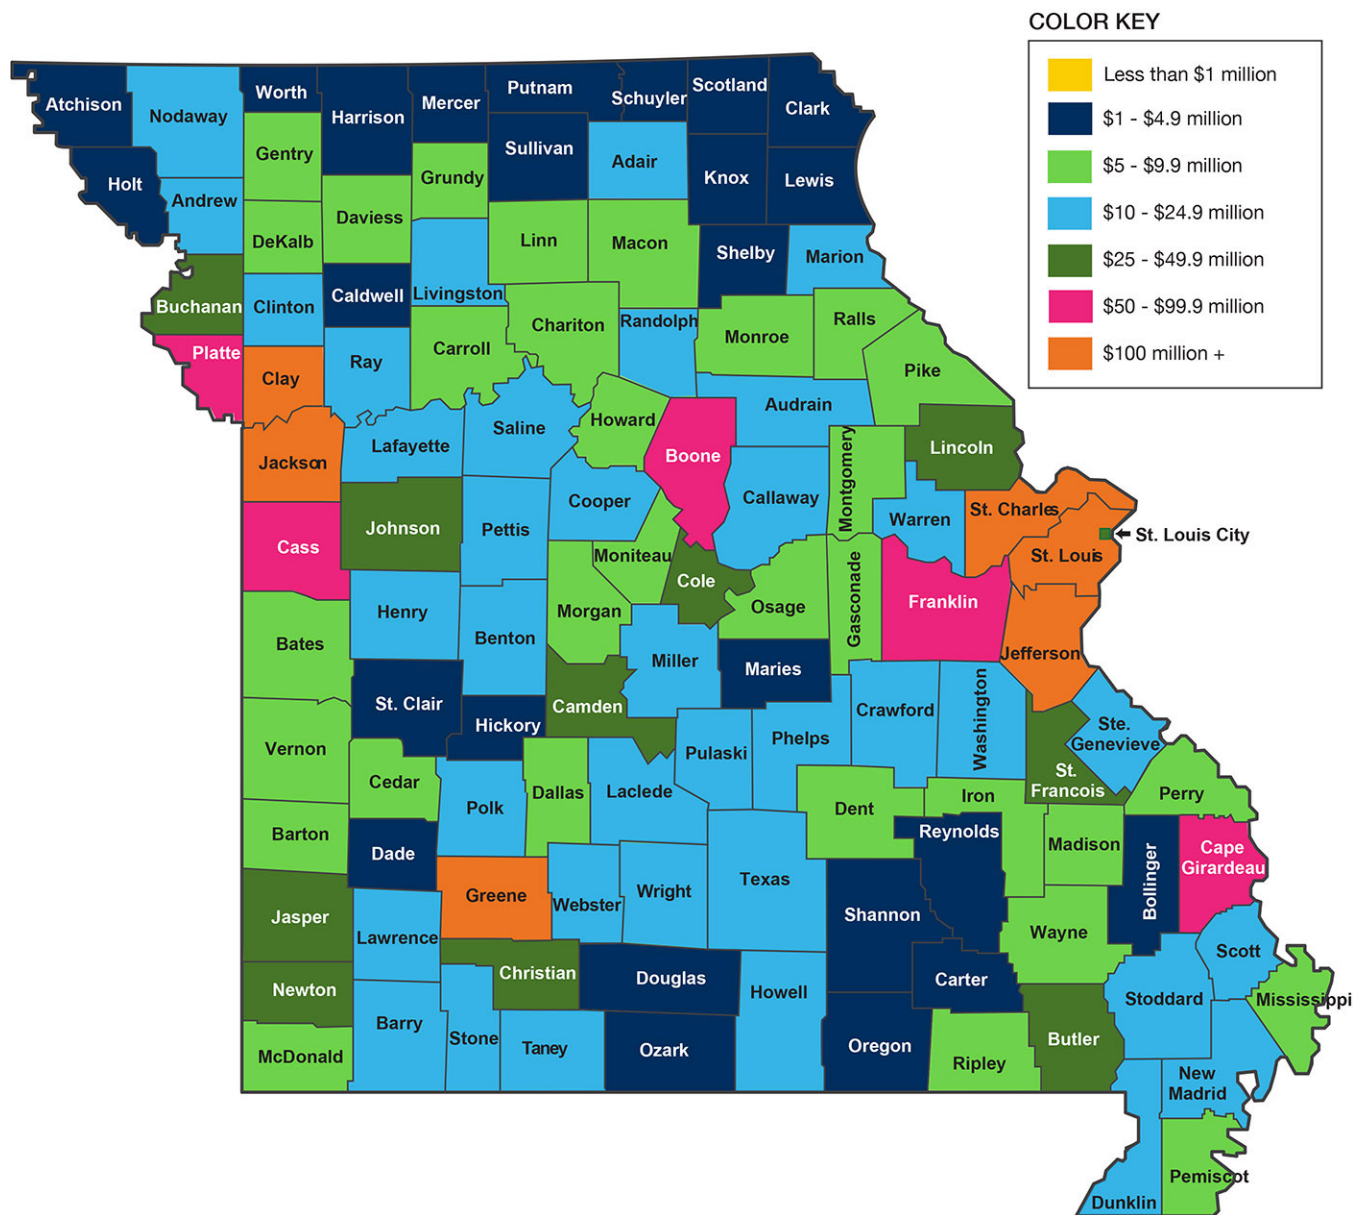 COLOR KEY
Less than $1 million
$1 - $4.9 million
$5 - $9.9 million
$10 - $24.9 million
$25 - $49.9 million
$50 - $99.9 million
$100 million +
Atchison
Nodaway
Worth
Harrison
Mercer
Putnam
Schuyler
Scotland
Clark
Holt
Andrew
Gentry
Grundy
Sullivan
Adair
Knox
Lewis
DeKalb
Daviess
Linn
Macon
Shelby
Marion
Buchanan
Clinton
Caldwell
Livingston
Chariton
Randolph
Monroe
Ralls
Platte
Clay
Ray
Carroll
Howard
Audrain
Pike
Jackson
Lafayette
Saline
Boone
Callaway
Montgomery
Lincoln
Cooper
Warren
St. Charles
St. Louis
St. Louis City
Cass
Johnson
Pettis
Moniteau
Cole
Osage
Gasconade
Franklin
Jefferson
Bates
Henry
Benton
Morgan
Miller
Maries
St. Clair
Hickory
Camden
Pulaski
Phelps
Crawford
Washington
Ste.
Genevieve
St.
Francois
Perry
Vernon
Cedar
Polk
Dallas
Laclede
Dent
Iron
Reynolds
Madison
Bollinger
Cape
Girardeau
Barton
Dade
Greene
Webster
Wright
Texas
Shannon
Wayne
Jasper
Lawrence
Christian
Douglas
Howell
Carter
Stoddard
Scott
Mississippi
Newton
Barry
Stone
Taney
Ozark
Oregon
Ripley
Butler
New
Madrid
McDonald
Dunklin
Pemiscot